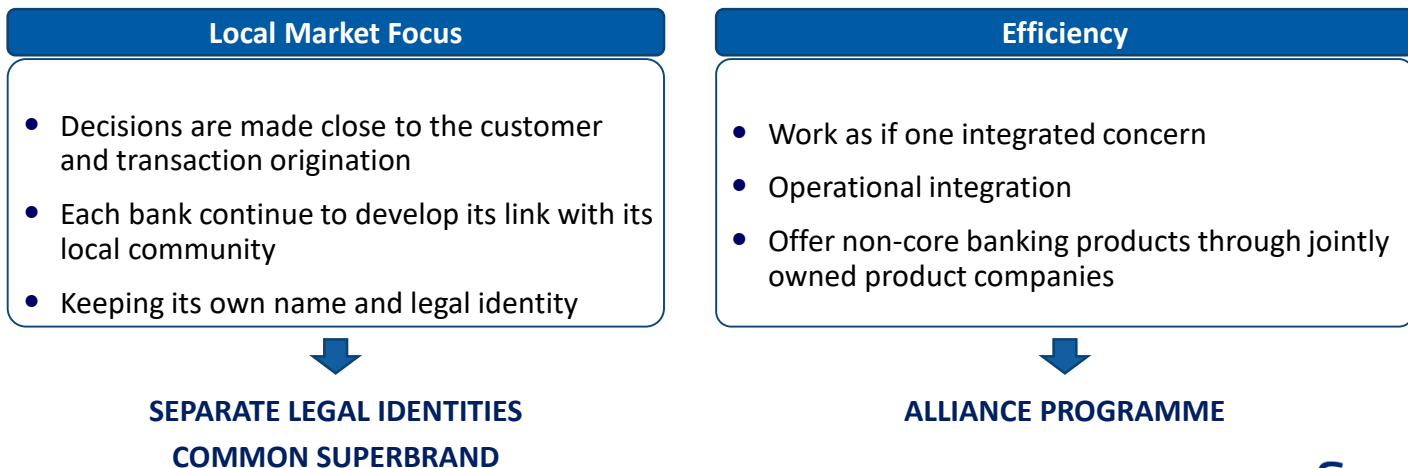 Local Market Focus
• Decisions are made close to the customer
and transaction origination
• Each bank continue to develop its link with its
local community
• Keeping its own name and legal identity
SEPARATE LEGAL IDENTITIES
COMMON SUPERBRAND
Efficiency
• Work as if one integrated concern
• Operational integration
• Offer non-core banking products through jointly
owned product companies
ALLIANCE PROGRAMME